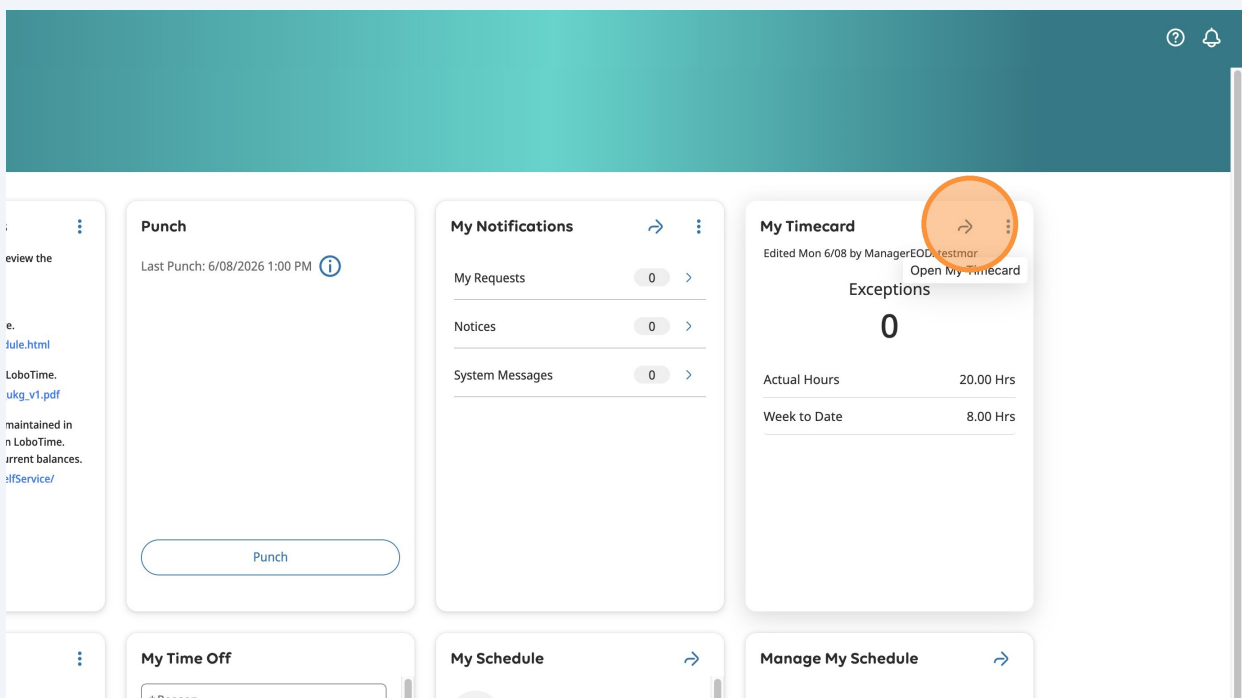 eview the
e.
dule.html
LoboTime.
ukg_v1.pdf
maintained in
n LoboTime.
urrent balances.
elfService/
Punch
Last Punch: 6/08/2026 1:00 PM
Punch
My Notifications
My Requests 0
Notices 0
System Messages 0
My Timecard
Edited Mon 6/08 by ManagerEOD, testmgr
Open My Timecard
Exceptions
0
Actual Hours 20.00 Hrs
Week to Date 8.00 Hrs
My Time Off
My Schedule
Manage My Schedule